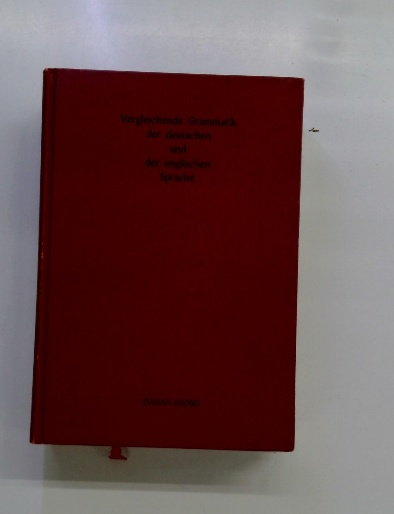 Vergleichende Grammatik
der deutschen
und
der englischen
Sprache